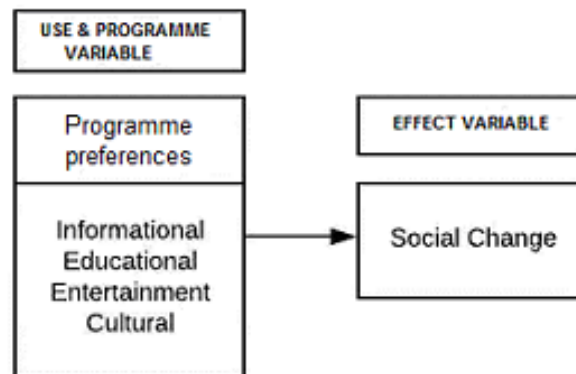 USE & PROGRAMME
VARIABLE
Programme
preferences
Informational
Educational
Entertainment
Cultural
EFFECT VARIABLE
Social Change